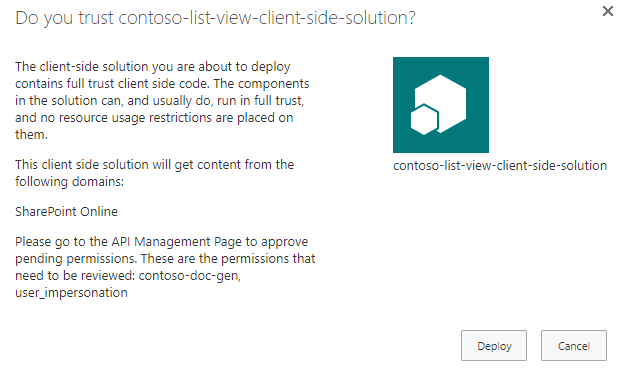 Do you trust contoso-list-view-client-side-solution?
The client-side solution you are about to deploy
contains full trust client side code. The components
in the solution can, and usually do, run in full trust,
and no resource usage restrictions are placed on
them.
This client side solution will get content from the
following domains:
SharePoint Online
Please go to the API Management Page to approve
pending permissions. These are the permissions that
need to be reviewed: contoso-doc-gen,
user_impersonation
contoso-list-view-client-side-solution
Deploy
Cancel